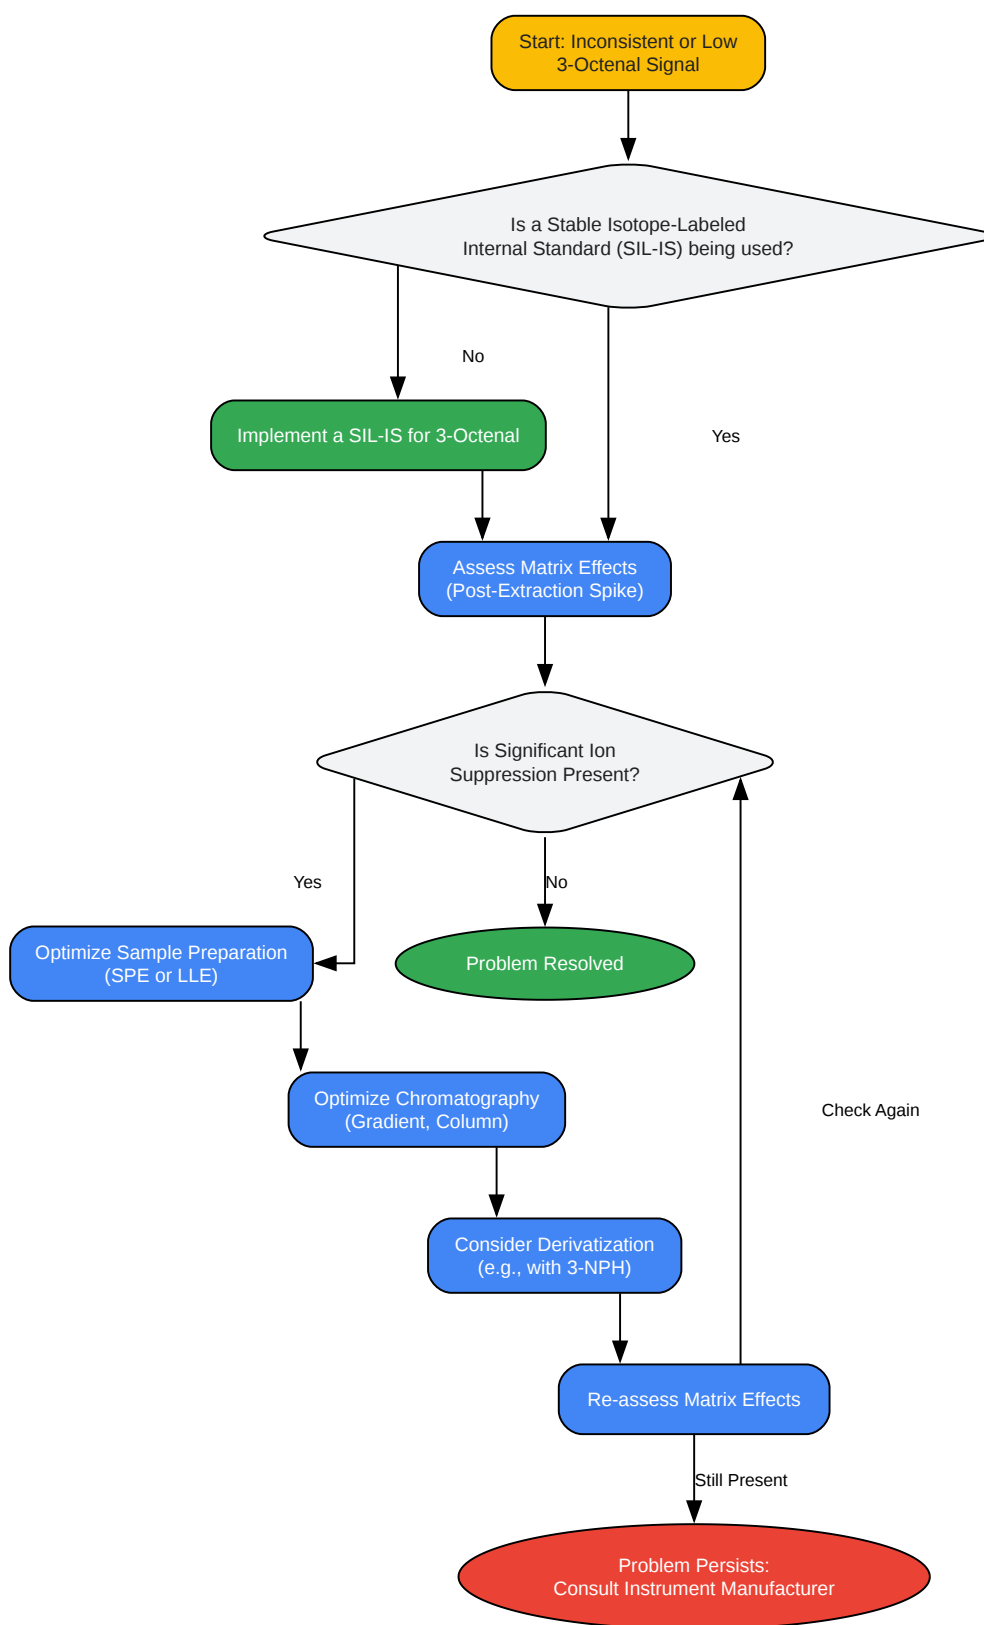 Start: Inconsistent or Low
3-Octenal Signal
Is a Stable Isotope-Labeled
Internal Standard (SIL-IS) being used?
No
Implement a SIL-IS for 3-Octenal
Yes
Assess Matrix Effects
(Post-Extraction Spike)
Is Significant Ion
Suppression Present?
Yes
No
Optimize Sample Preparation
(SPE or LLE)
Problem Resolved
Optimize Chromatography
(Gradient, Column)
Check Again
Consider Derivatization
(e.g., with 3-NPH)
Re-assess Matrix Effects
Still Present
Problem Persists:
Consult Instrument Manufacturer